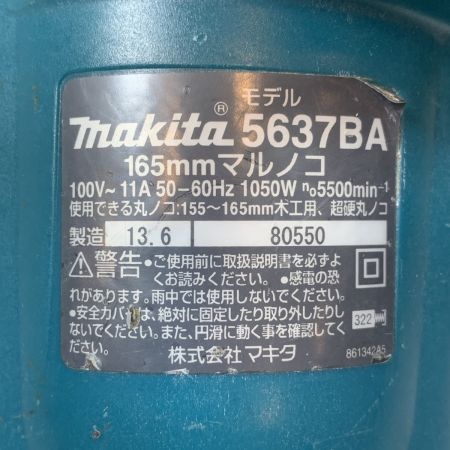 モデル
makita® 5637BA
165mmマルノコ
100V～11A 50-60Hz 1050W n₀5500min⁻¹
使用できる丸ノコ:155～165mm木工用、超硬丸ノコ
製造 13.6 80550
⚠警告 ●ご使用前に取扱説明書を必ずよ
くお読みください。●感電の恐
れがあります。雨中では使用しないでください。
●安全カバーは、絶対に固定したり取り外したりし
ないでください。また、円滑に動く事を確認してく
ださい。
322
株式会社 マキタ
861342A5